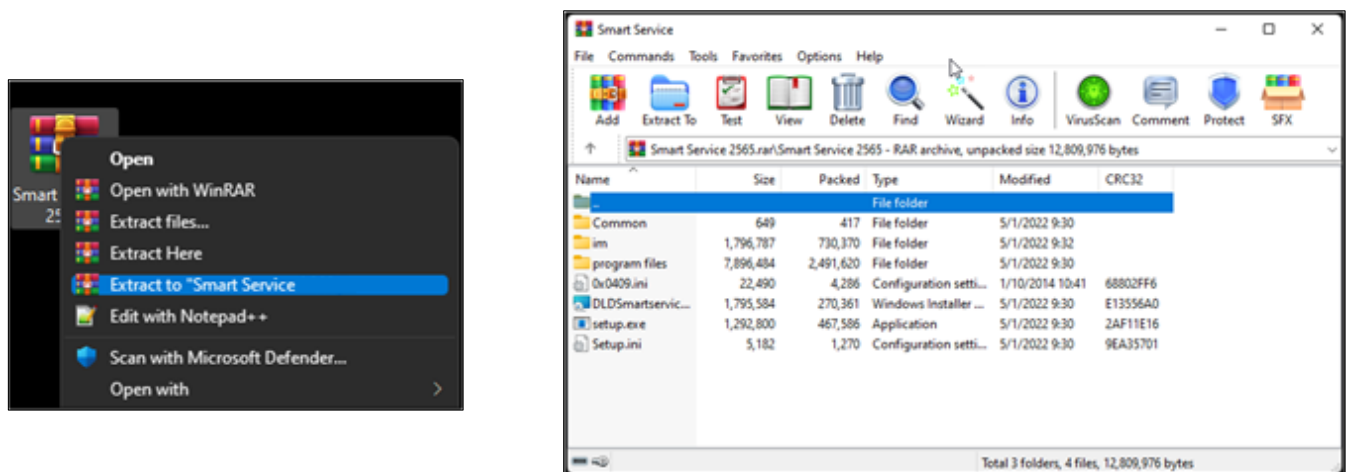 Smart
25
Open
Open with WinRAR
Extract files...
Extract Here
Extract to "Smart Service
Edit with Notepad++
Scan with Microsoft Defender...
Open with
Smart Service
File Commands Tools Favorites Options Help
Add Extract To Test View Delete Find Wizard Info VirusScan Comment Protect SFX
Smart Service 2565.rar\Smart Service 2565 - RAR archive, unpacked size 12,809,976 bytes
Name Size Packed Type Modified CRC32
.. File folder
Common 649 417 File folder 5/1/2022 9:30
im 1,796,787 730,370 File folder 5/1/2022 9:32
program files 7,896,484 2,491,620 File folder 5/1/2022 9:30
0x0409.ini 22,490 4,286 Configuration setti... 1/10/2014 10:41 68802FF6
DLDSmartservic... 1,795,584 270,361 Windows Installer ... 5/1/2022 9:30 E13556A0
setup.exe 1,292,800 467,586 Application 5/1/2022 9:30 2AF11E16
Setup.ini 5,182 1,270 Configuration setti... 5/1/2022 9:30 9EA35701
Total 3 folders, 4 files, 12,809,976 bytes